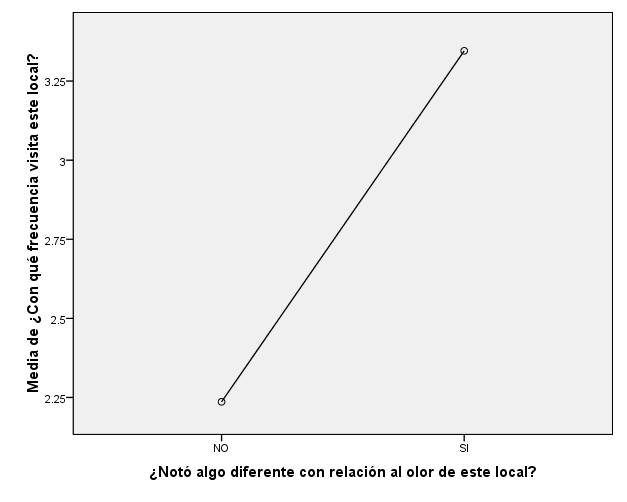 Media de ¿Con qué frecuencia visita este local?
3.25
3
2.75
2.5
2.25
NO SI
¿Notó algo diferente con relación al olor de este local?